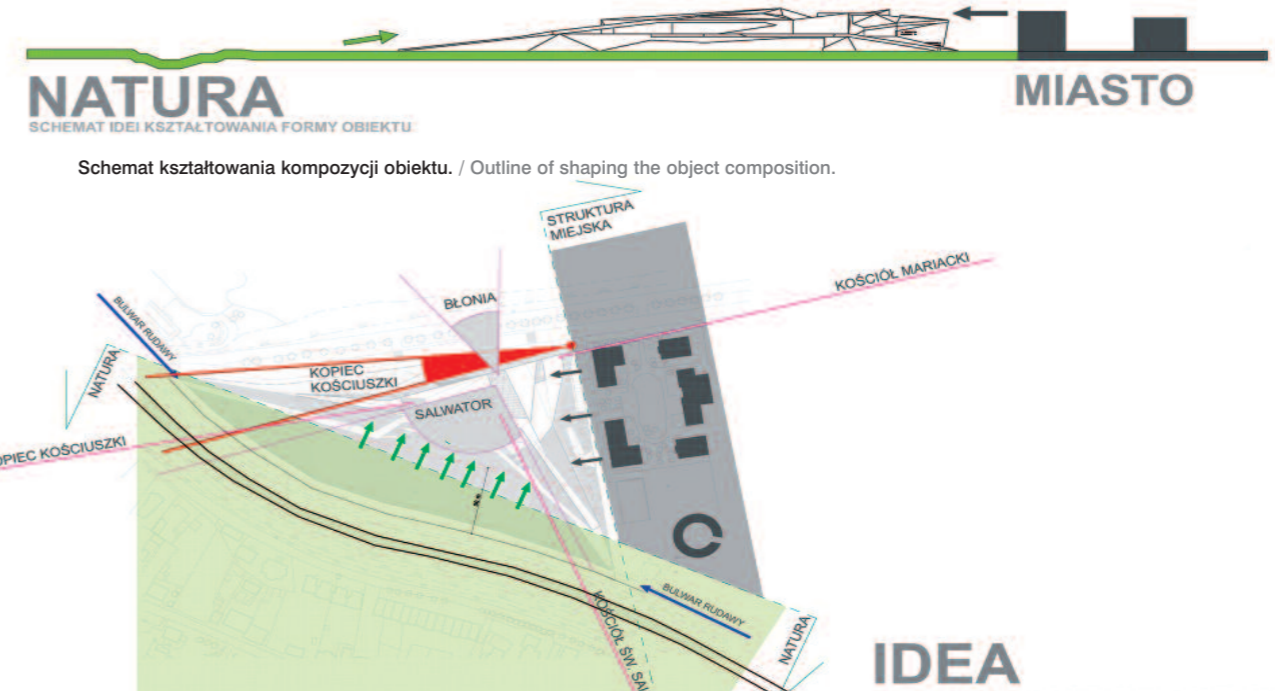 NATURA
SCHEMAT IDEI KSZTAŁTOWANIA FORMY OBIEKTU
MIASTO
Schemat kształtowania kompozycji obiektu. / Outline of shaping the object composition.
STRUKTURA
MIEJSKA
KOŚCIÓŁ MARIACKI
BŁONIA
BULWAR RUDAWY
NATURA
KOPIEC
KOŚCIUSZKI
SALWATOR
OPIEC KOŚCIUSZKI
BULWAR RUDAWY
KOŚCIÓŁ ŚW. SAL
NATURA
IDEA